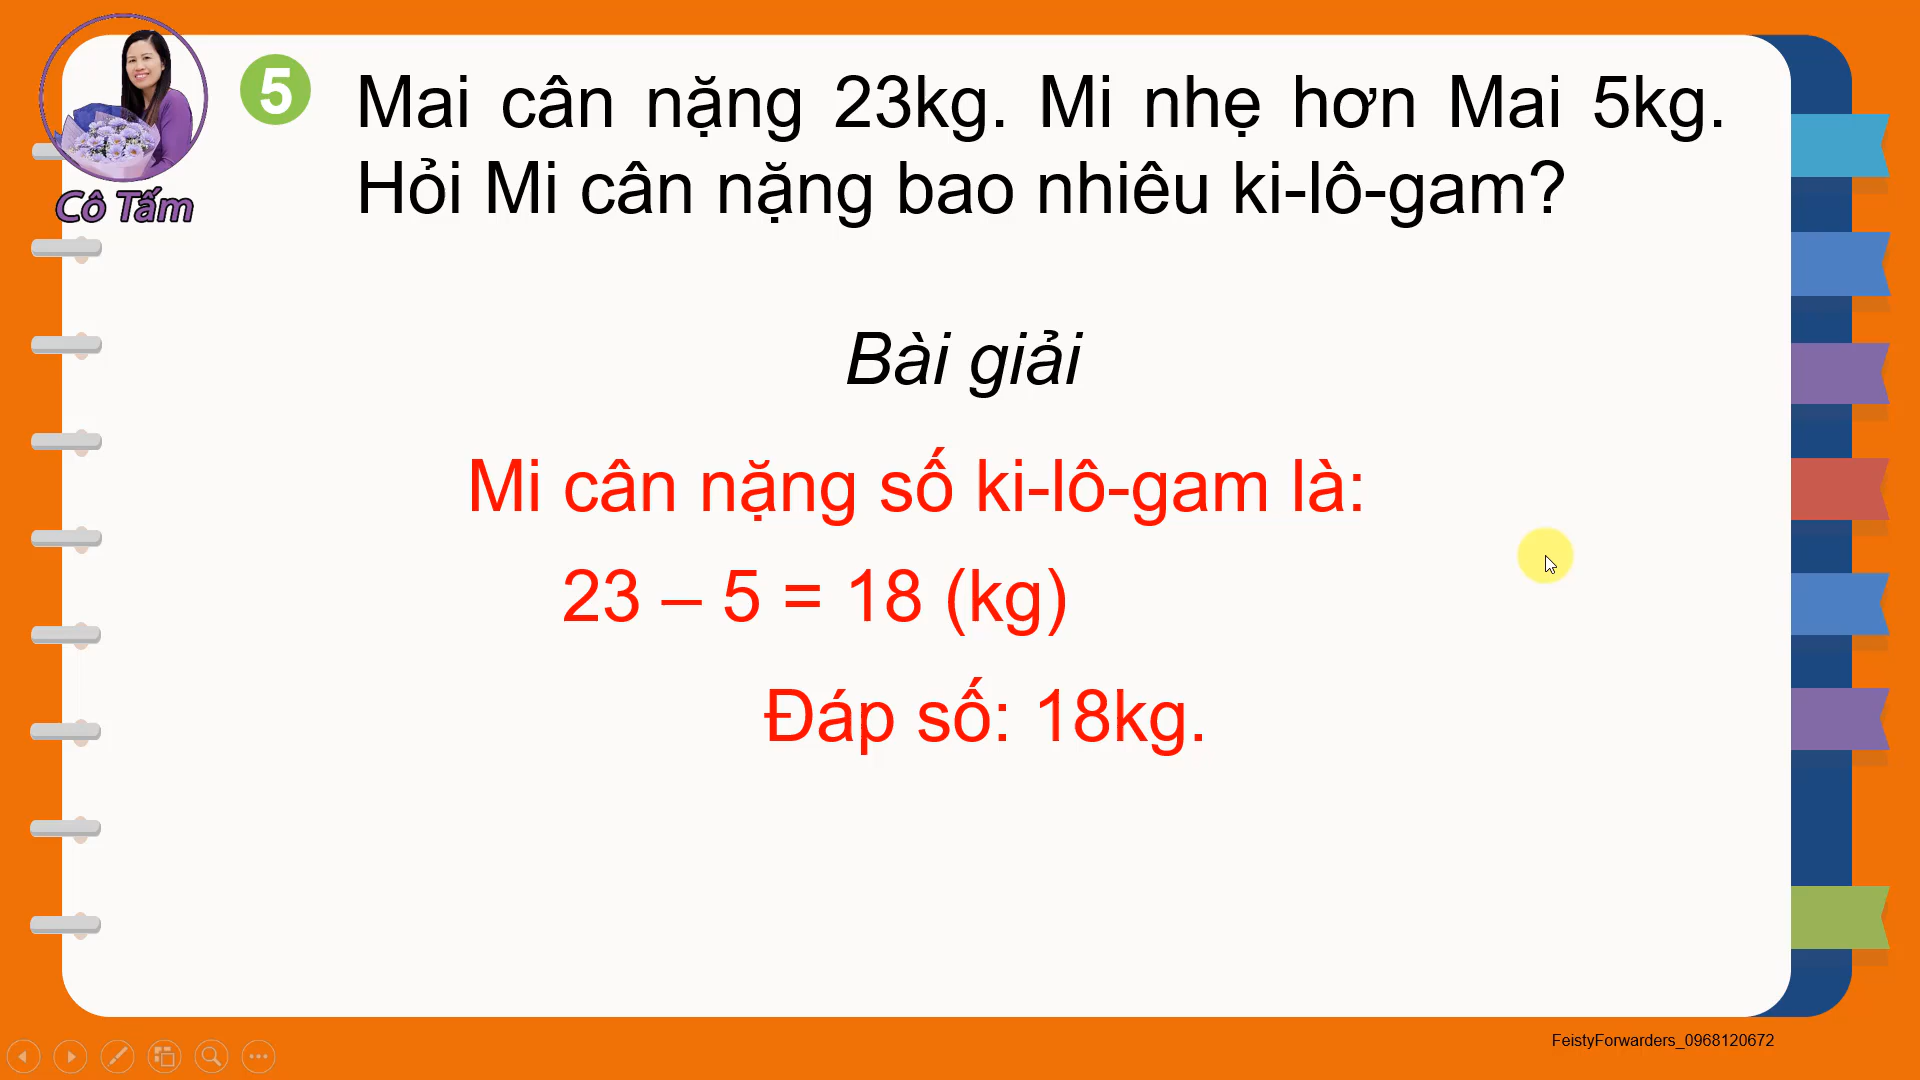 Cô Tấm
5
Mai cân nặng 23kg. Mi nhẹ hơn Mai 5kg.
Hỏi Mi cân nặng bao nhiêu ki-lô-gam?
Bài giải
Mi cân nặng số ki-lô-gam là:
23 – 5 = 18 (kg)
Đáp số: 18kg.
FeistyForwarders_0968120672